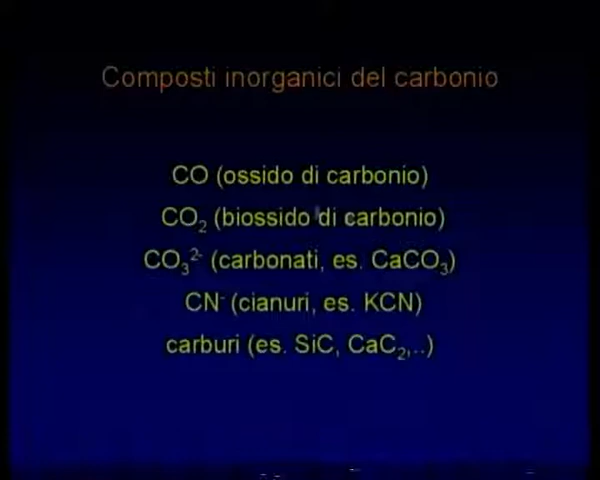 Composti inorganici del carbonio
CO (ossido di carbonio)
CO₂ (biossido di carbonio)
CO₃²⁻ (carbonati, es. CaCO₃)
CN⁻ (cianuri, es. KCN)
carburi (es. SiC, CaC₂,..)